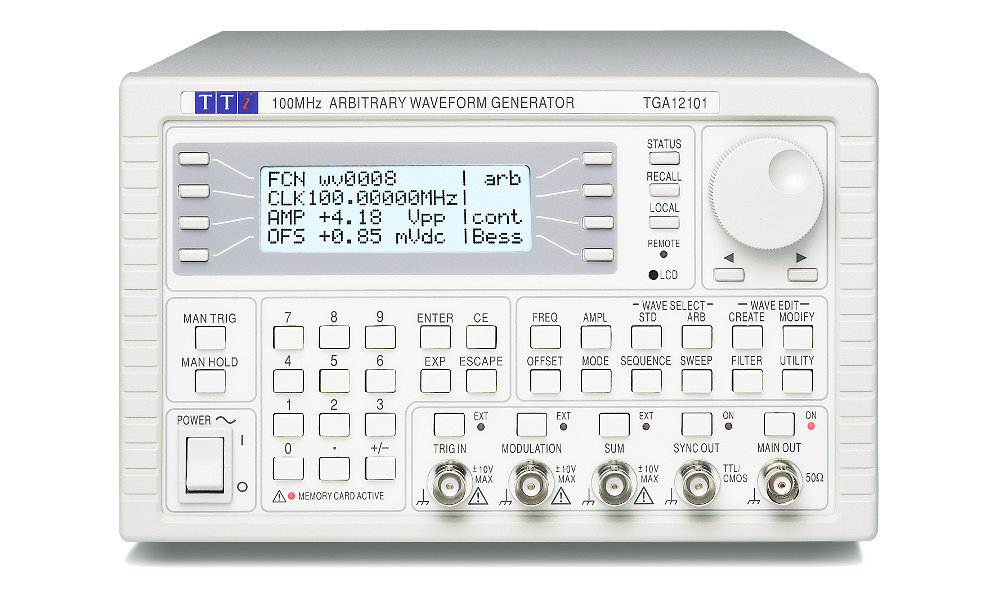 TTi 100MHz ARBITRARY WAVEFORM GENERATOR TGA12101
FCN wv0008 | arb
CLK100.00000MHz|
AMP +4.18 Vpp |cont
OFS +0.85 mVdc |Bess
STATUS
RECALL
LOCAL
REMOTE
LCD
MAN TRIG
MAN HOLD
7 8 9 ENTER CE
4 5 6 EXP ESCAPE
1 2 3
0 . +/–
MEMORY CARD ACTIVE
WAVE SELECT WAVE EDIT
FREQ AMPL STD ARB CREATE MODIFY
OFFSET MODE SEQUENCE SWEEP FILTER UTILITY
POWER
I
O
EXT EXT EXT ON ON
TRIG IN MODULATION SUM SYNC OUT MAIN OUT
±10V MAX ±10V MAX ±10V MAX TTL/CMOS 50Ω